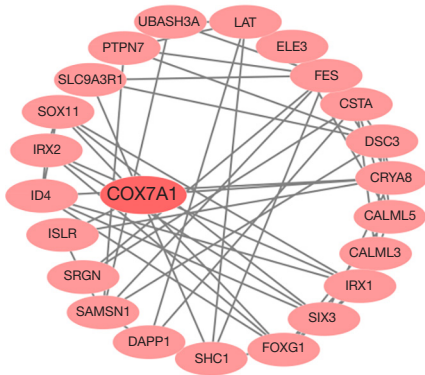 UBASH3A
LAT
PTPN7
ELE3
SLC9A3R1
FES
SOX11
CSTA
IRX2
DSC3
ID4
COX7A1
CRYA8
ISLR
CALML5
SRGN
CALML3
SAMSN1
IRX1
DAPP1
SIX3
SHC1
FOXG1